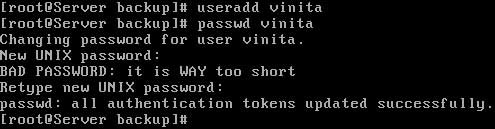 [root@Server backup]# useradd vinita
[root@Server backup]# passwd vinita
Changing password for user vinita.
New UNIX password:
BAD PASSWORD: it is WAY too short
Retype new UNIX password:
passwd: all authentication tokens updated successfully.
[root@Server backup]#